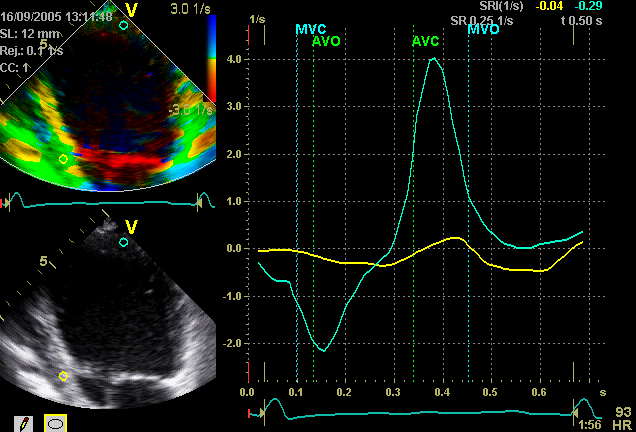 16/09/2005 13:11:48
SL: 12 mm
Rej.: 0.1 1/s
CC: 1
V
3.0 1/s
-3.0 1/s
5
V
5
SRI(1/s) -0.04 -0.29
SR 0.25 1/s t 0.50 s
1/s
MVC MVO
AVO AVC
4.0
3.0
2.0
1.0
0.0
-1.0
-2.0
0.0 0.1 0.2 0.3 0.4 0.5 0.6 s
93
HR
1:56